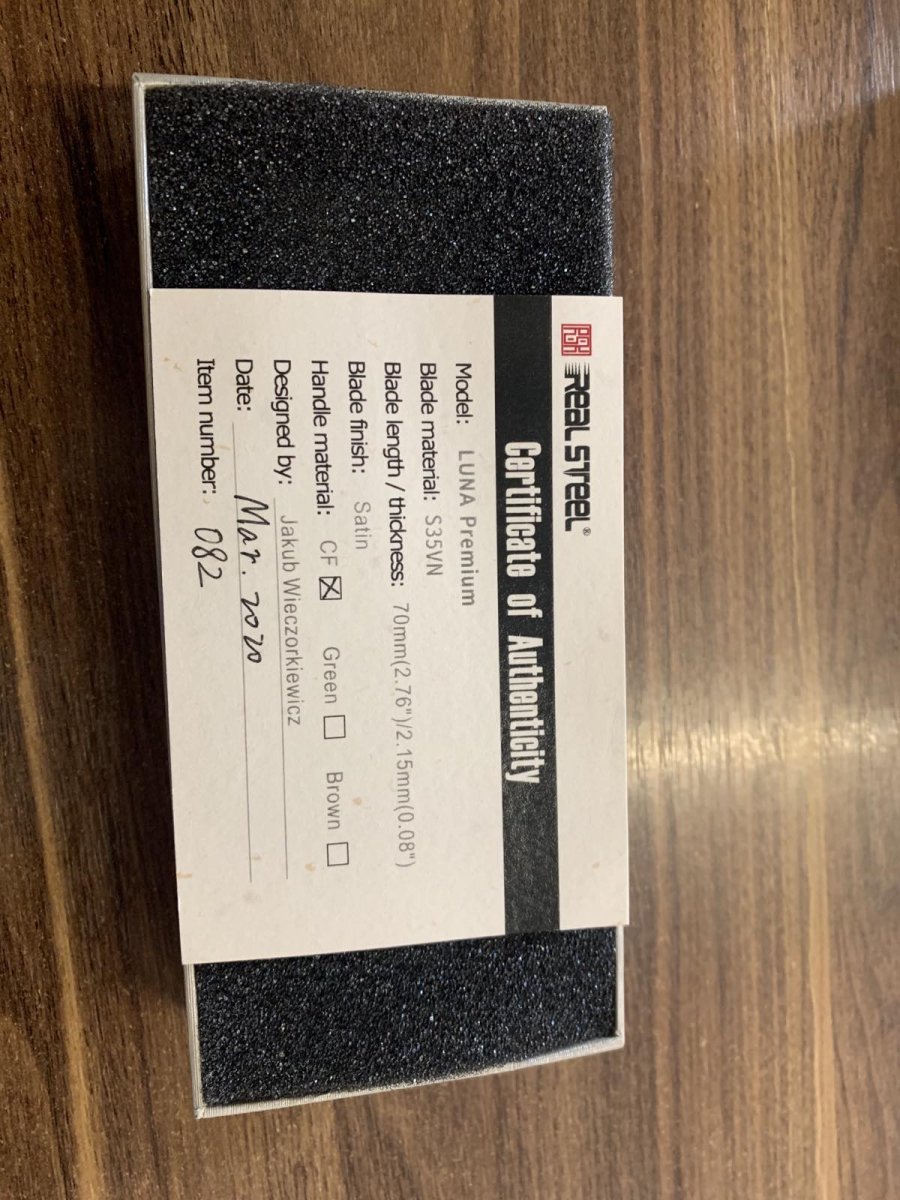 REAL STEEL®
Certificate of Authenticity
Model: LUNA Premium
Blade material: S35VN
Blade length / thickness: 70mm(2.76")/2.15mm(0.08")
Blade finish: Satin
Handle material: CF ☒ Green ☐ Brown ☐
Designed by: Jakub Wieczorkiewicz
Date: Mar. 2020
Item number: 082